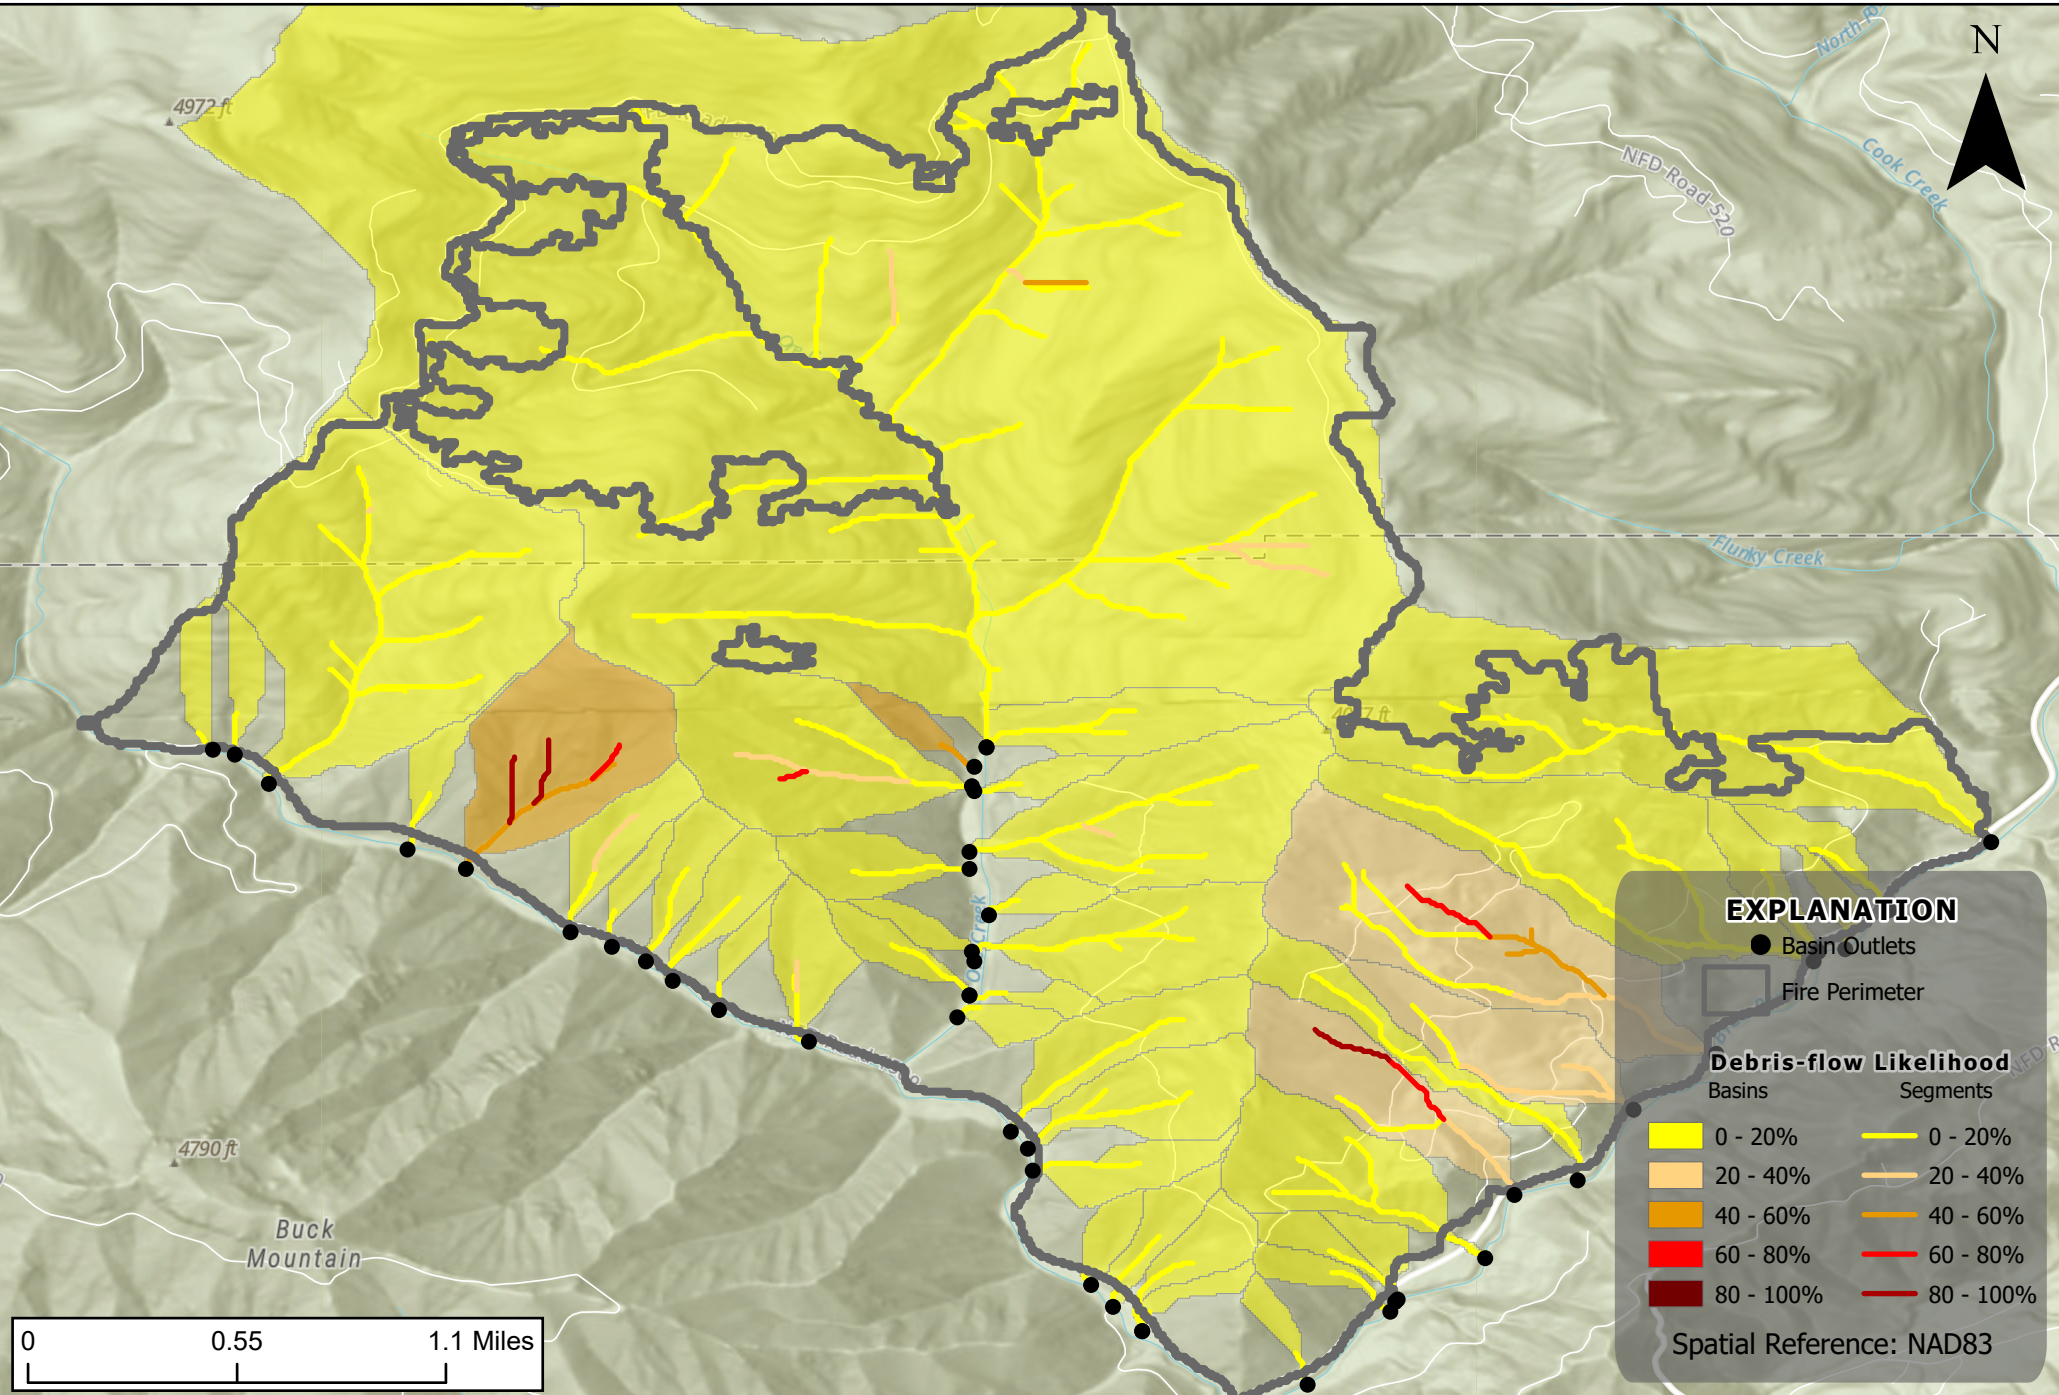 N
North Fo
4972 ft
NFD Road 520
Cook Creek
Flunky Creek
Creek
4790 ft
Buck
Mountain
EXPLANATION
Basin Outlets
Fire Perimeter
Debris-flow Likelihood
Basins Segments
0 - 20% 0 - 20%
20 - 40% 20 - 40%
40 - 60% 40 - 60%
60 - 80% 60 - 80%
80 - 100% 80 - 100%
Spatial Reference: NAD83
0 0.55 1.1 Miles